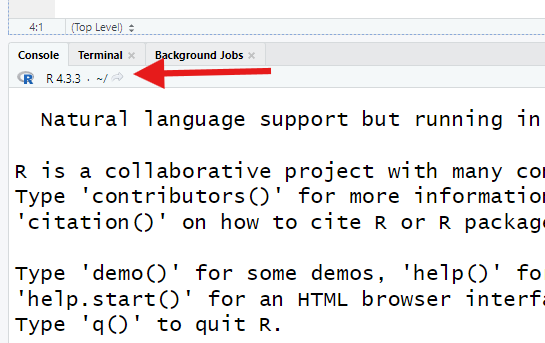 4:1 (Top Level)
Console Terminal Background Jobs
R R 4.3.3 · ~/
Natural language support but running in
R is a collaborative project with many con
Type 'contributors()' for more information
'citation()' on how to cite R or R package
Type 'demo()' for some demos, 'help()' fo
'help.start()' for an HTML browser interfa
Type 'q()' to quit R.